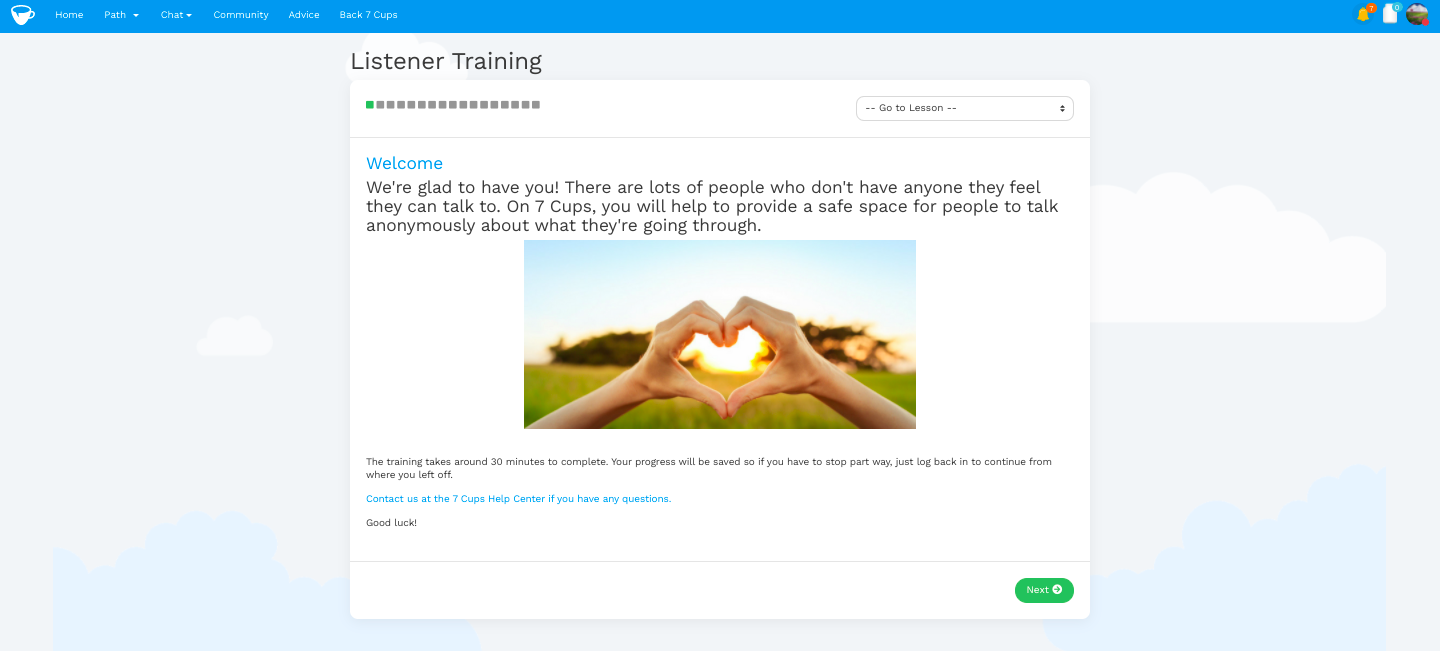 Home Path Chat Community Advice Back 7 Cups 7 0
Listener Training
-- Go to Lesson --
Welcome
We're glad to have you! There are lots of people who don't have anyone they feel
they can talk to. On 7 Cups, you will help to provide a safe space for people to talk
anonymously about what they're going through.
The training takes around 30 minutes to complete. Your progress will be saved so if you have to stop part way, just log back in to continue from
where you left off.
Contact us at the 7 Cups Help Center if you have any questions.
Good luck!
Next